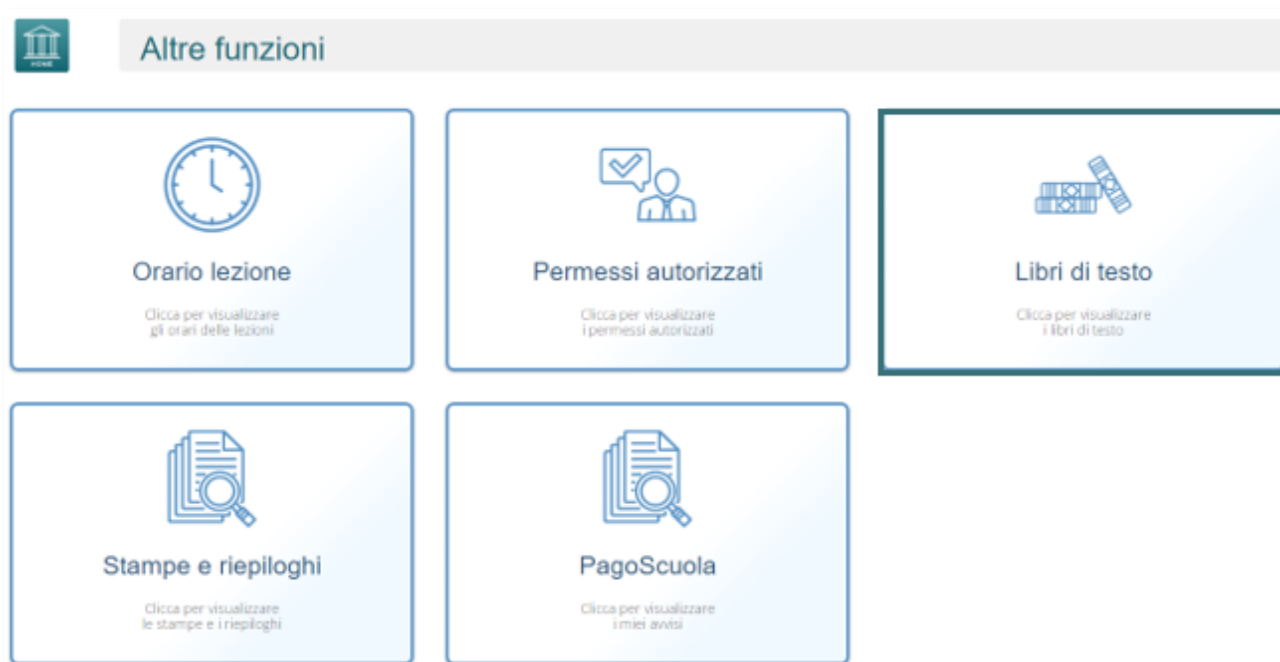 HOME
Altre funzioni
Orario lezione
Clicca per visualizzare
gli orari delle lezioni
Permessi autorizzati
Clicca per visualizzare
i permessi autorizzati
Libri di testo
Clicca per visualizzare
i libri di testo
Stampe e riepiloghi
Clicca per visualizzare
le stampe e i riepiloghi
PagoScuola
Clicca per visualizzare
i miei avvisi